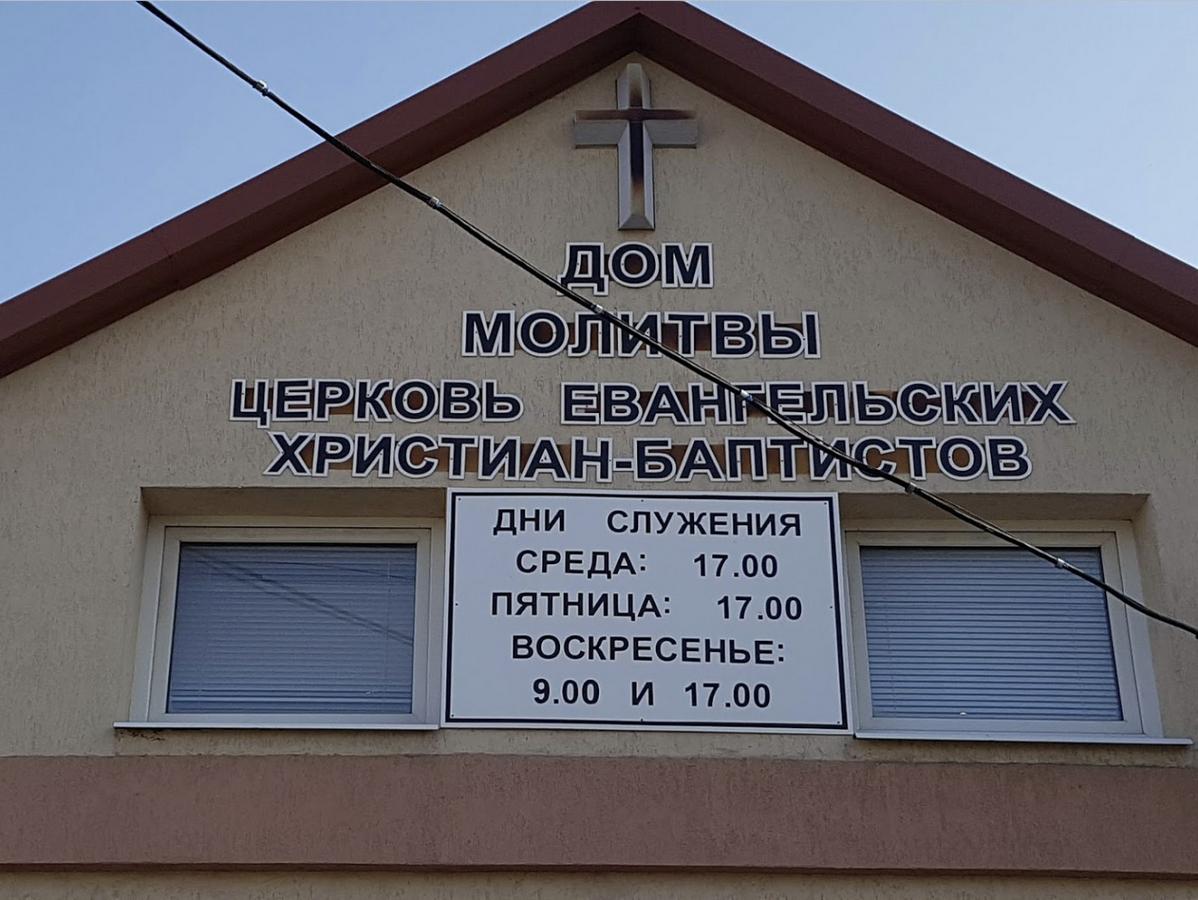 ДОМ
МОЛИТВЫ
ЦЕРКОВЬ ЕВАНГЕЛЬСКИХ
ХРИСТИАН-БАПТИСТОВ
ДНИ СЛУЖЕНИЯ
СРЕДА: 17.00
ПЯТНИЦА: 17.00
ВОСКРЕСЕНЬЕ:
9.00 И 17.00